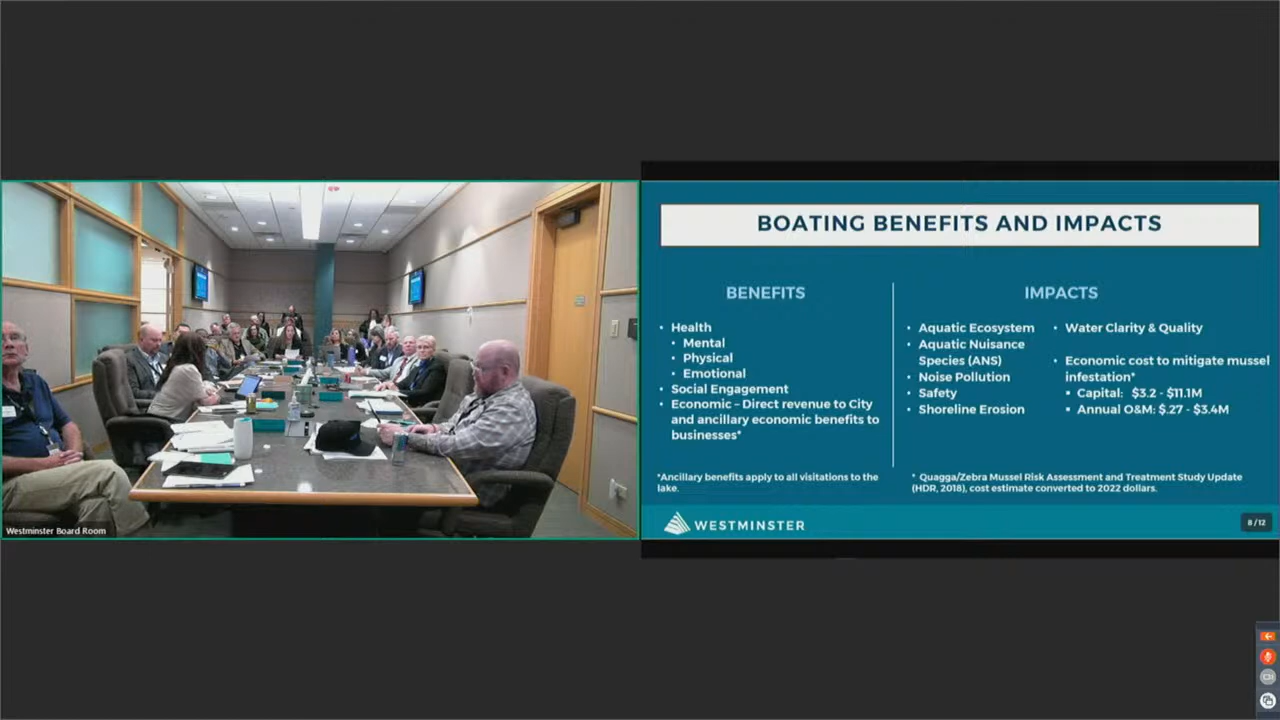 Westminster Board Room
BOATING BENEFITS AND IMPACTS
BENEFITS
• Health
• Mental
• Physical
• Emotional
• Social Engagement
• Economic – Direct revenue to City
and ancillary economic benefits to
businesses*
*Ancillary benefits apply to all visitations to the
lake.
IMPACTS
• Aquatic Ecosystem
• Aquatic Nuisance
Species (ANS)
• Noise Pollution
• Safety
• Shoreline Erosion
• Water Clarity & Quality
• Economic cost to mitigate mussel
infestation*
▪ Capital: $3.2 - $11.1M
▪ Annual O&M: $.27 - $3.4M
* Quagga/Zebra Mussel Risk Assessment and Treatment Study Update
(HDR, 2018), cost estimate converted to 2022 dollars.
WESTMINSTER
8/12